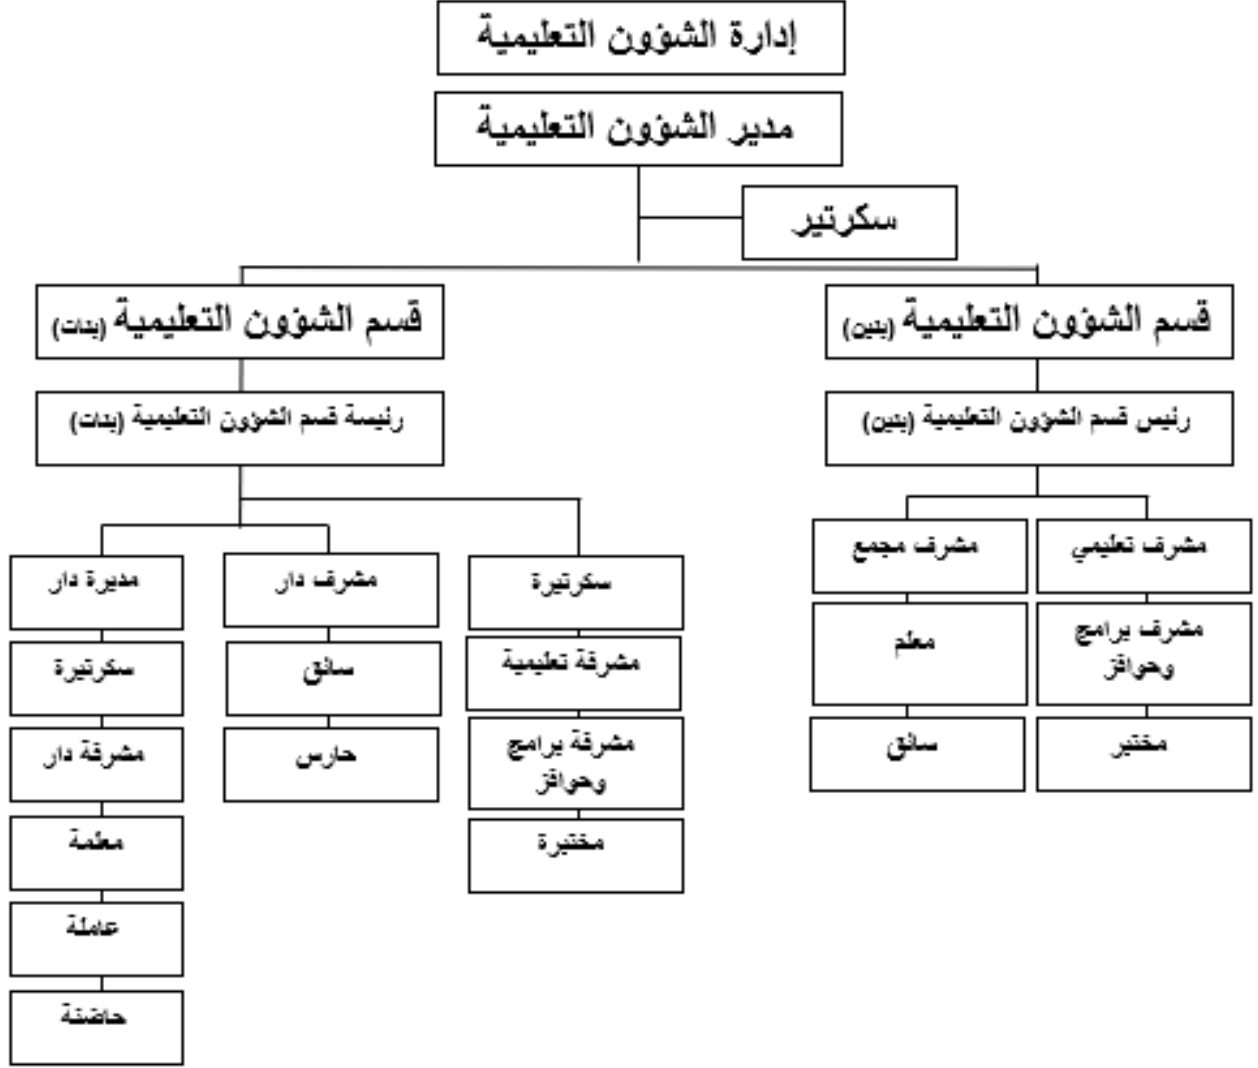 إدارة الشؤون التعليمية
مدير الشؤون التعليمية
سكرتير
قسم الشؤون التعليمية (بنين)
قسم الشؤون التعليمية (بنات)
رئيس قسم الشؤون التعليمية (بنين)
رئيسة قسم الشؤون التعليمية (بنات)
مشرف تعليمي
مشرف برامج
وحوافز
مختبر
مشرف مجمع
معلم
سائق
سكرتيرة
مشرفة تعليمية
مشرفة برامج
وحوافز
مختبرة
مشرف دار
سائق
حارس
مديرة دار
سكرتيرة
مشرفة دار
معلمة
عاملة
حاضنة